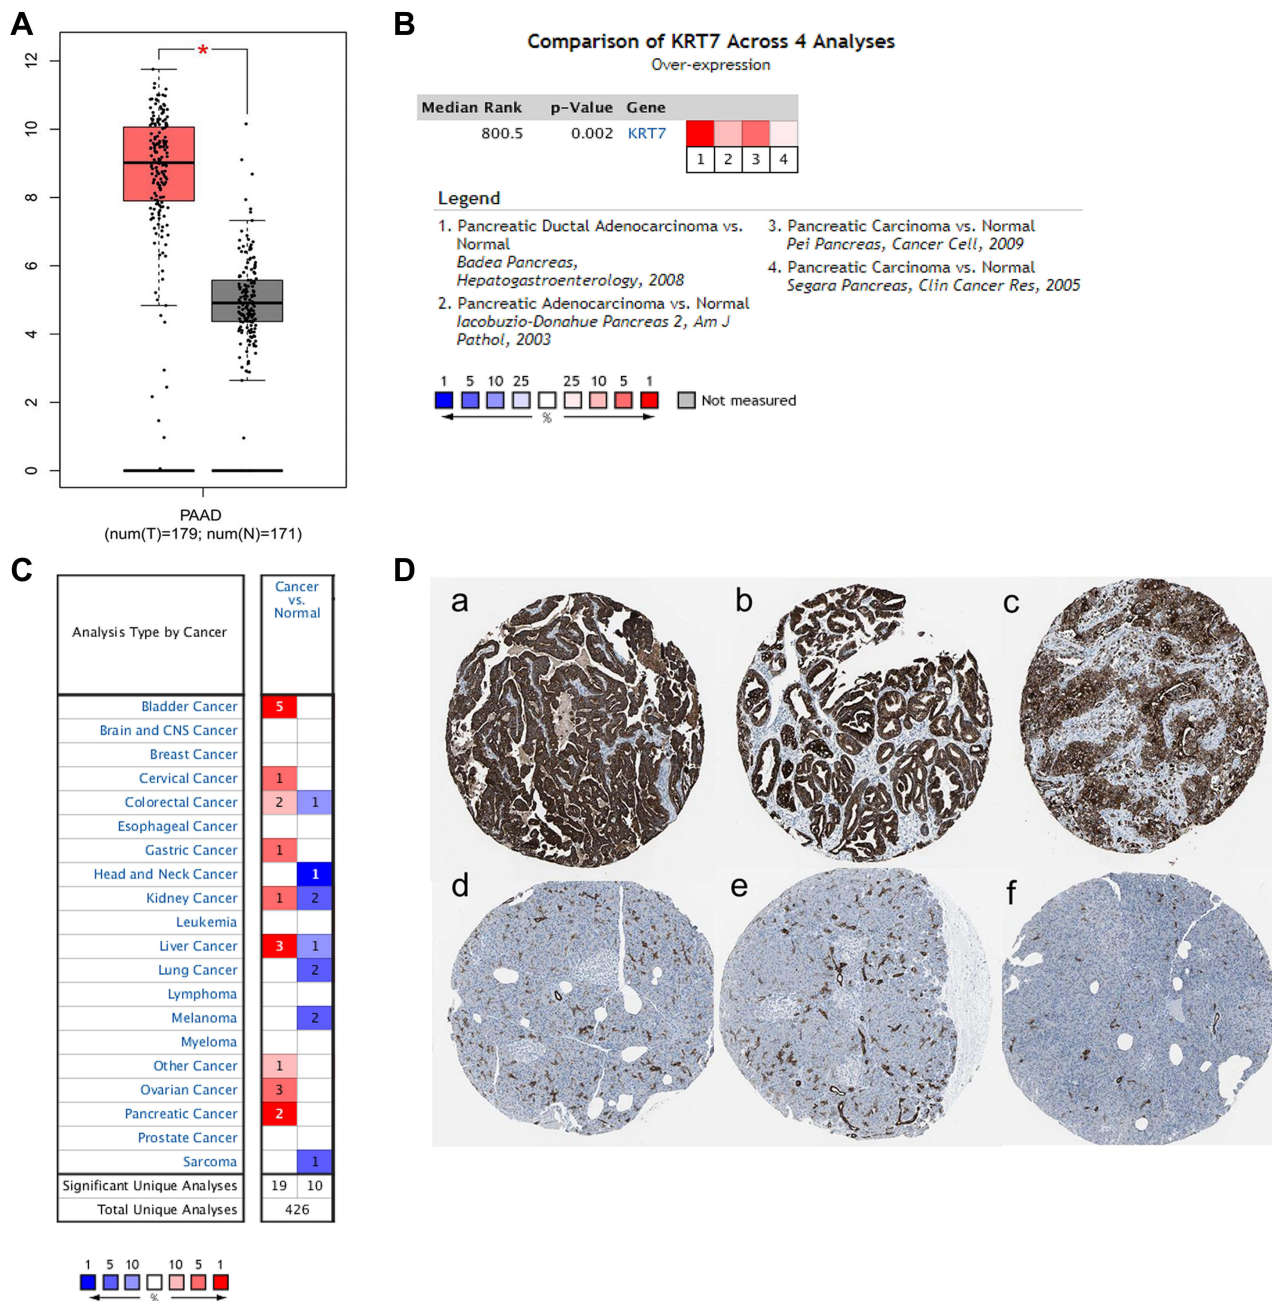 A
12
10
8
6
4
2
0
*
PAAD
(num(T)=179; num(N)=171)
B
Comparison of KRT7 Across 4 Analyses
Over-expression
Median Rank p-Value Gene
800.5 0.002 KRT7
1 2 3 4
Legend
1. Pancreatic Ductal Adenocarcinoma vs.
Normal
Badea Pancreas,
Hepatogastroenterology, 2008
2. Pancreatic Adenocarcinoma vs. Normal
Iacobuzio-Donahue Pancreas 2, Am J
Pathol, 2003
3. Pancreatic Carcinoma vs. Normal
Pei Pancreas, Cancer Cell, 2009
4. Pancreatic Carcinoma vs. Normal
Segara Pancreas, Clin Cancer Res, 2005
1 5 10 25 25 10 5 1
% Not measured
C
Analysis Type by Cancer
Cancer
vs.
Normal
Bladder Cancer 5
Brain and CNS Cancer
Breast Cancer
Cervical Cancer 1
Colorectal Cancer 2 1
Esophageal Cancer
Gastric Cancer 1
Head and Neck Cancer 1
Kidney Cancer 1 2
Leukemia
Liver Cancer 3 1
Lung Cancer 2
Lymphoma
Melanoma 2
Myeloma
Other Cancer 1
Ovarian Cancer 3
Pancreatic Cancer 2
Prostate Cancer
Sarcoma 1
Significant Unique Analyses 19 10
Total Unique Analyses 426
1 5 10 10 5 1
%
D
a b c
d e f